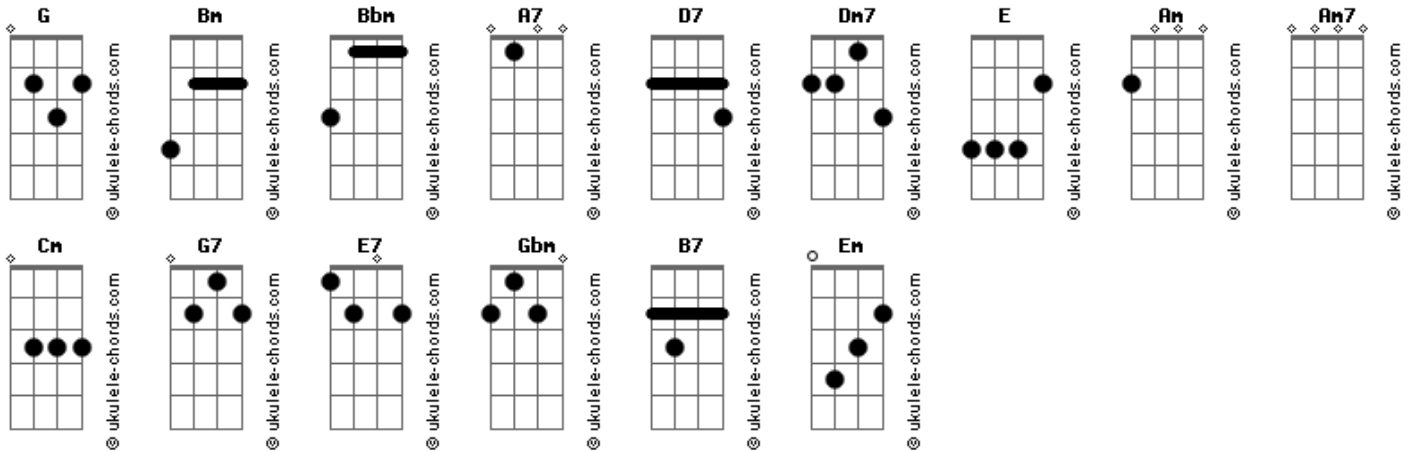 G Bm Bbm A7 D7 Dm7 E Am Am7
© ukulele-chords.com © ukulele-chords.com © ukulele-chords.com © ukulele-chords.com © ukulele-chords.com © ukulele-chords.com © ukulele-chords.com © ukulele-chords.com © ukulele-chords.com
Cm G7 E7 Gbm B7 Em
© ukulele-chords.com © ukulele-chords.com © ukulele-chords.com © ukulele-chords.com © ukulele-chords.com © ukulele-chords.com